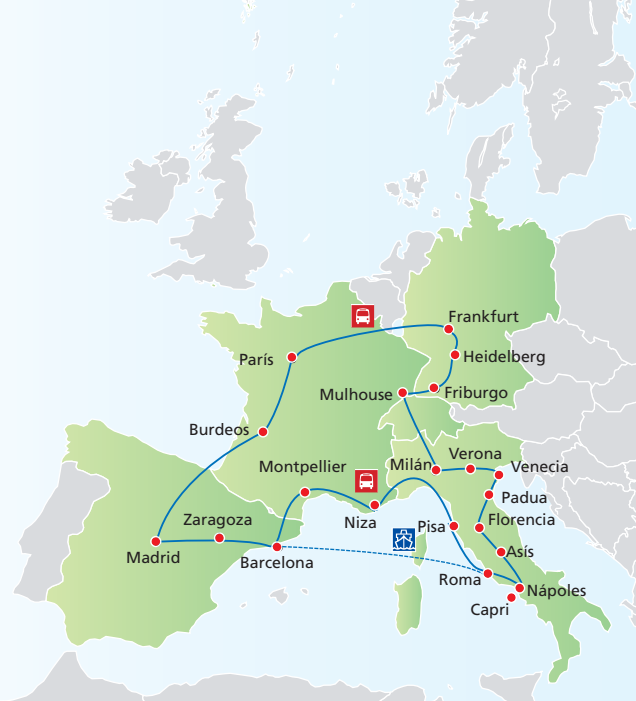 Frankfurt
Heidelberg
París
Mulhouse
Friburgo
Burdeos
Verona
Milán
Venecia
Montpellier
Padua
Zaragoza
Niza
Pisa
Florencia
Madrid
Asís
Barcelona
Roma
Nápoles
Capri